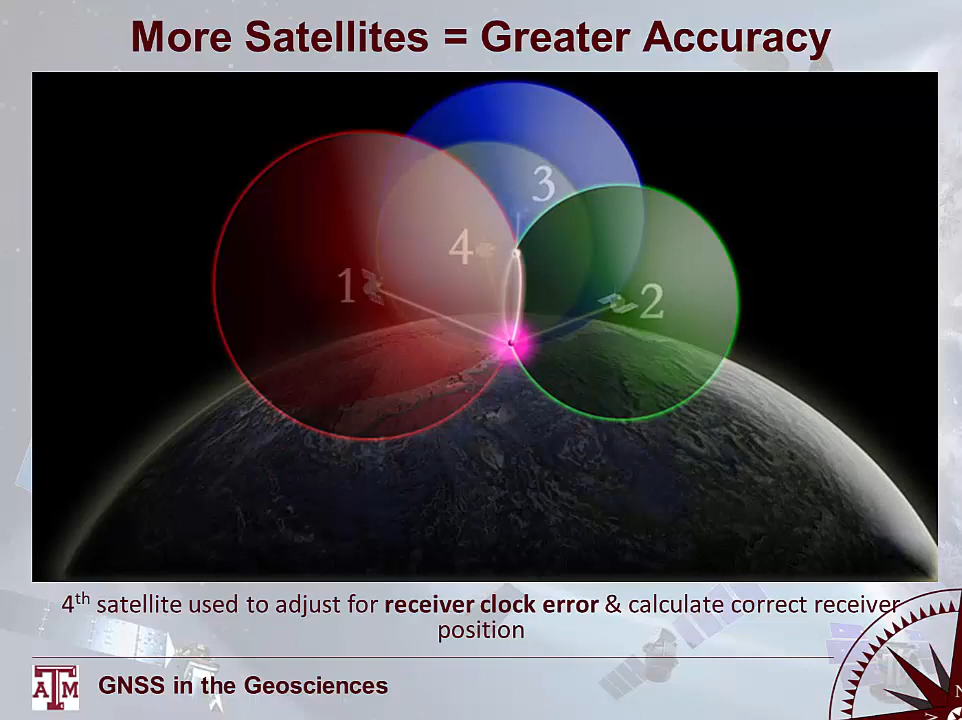 More Satellites = Greater Accuracy
3
4
1
2
4th satellite used to adjust for receiver clock error & calculate correct receiver
position
ATM
GNSS in the Geosciences
N